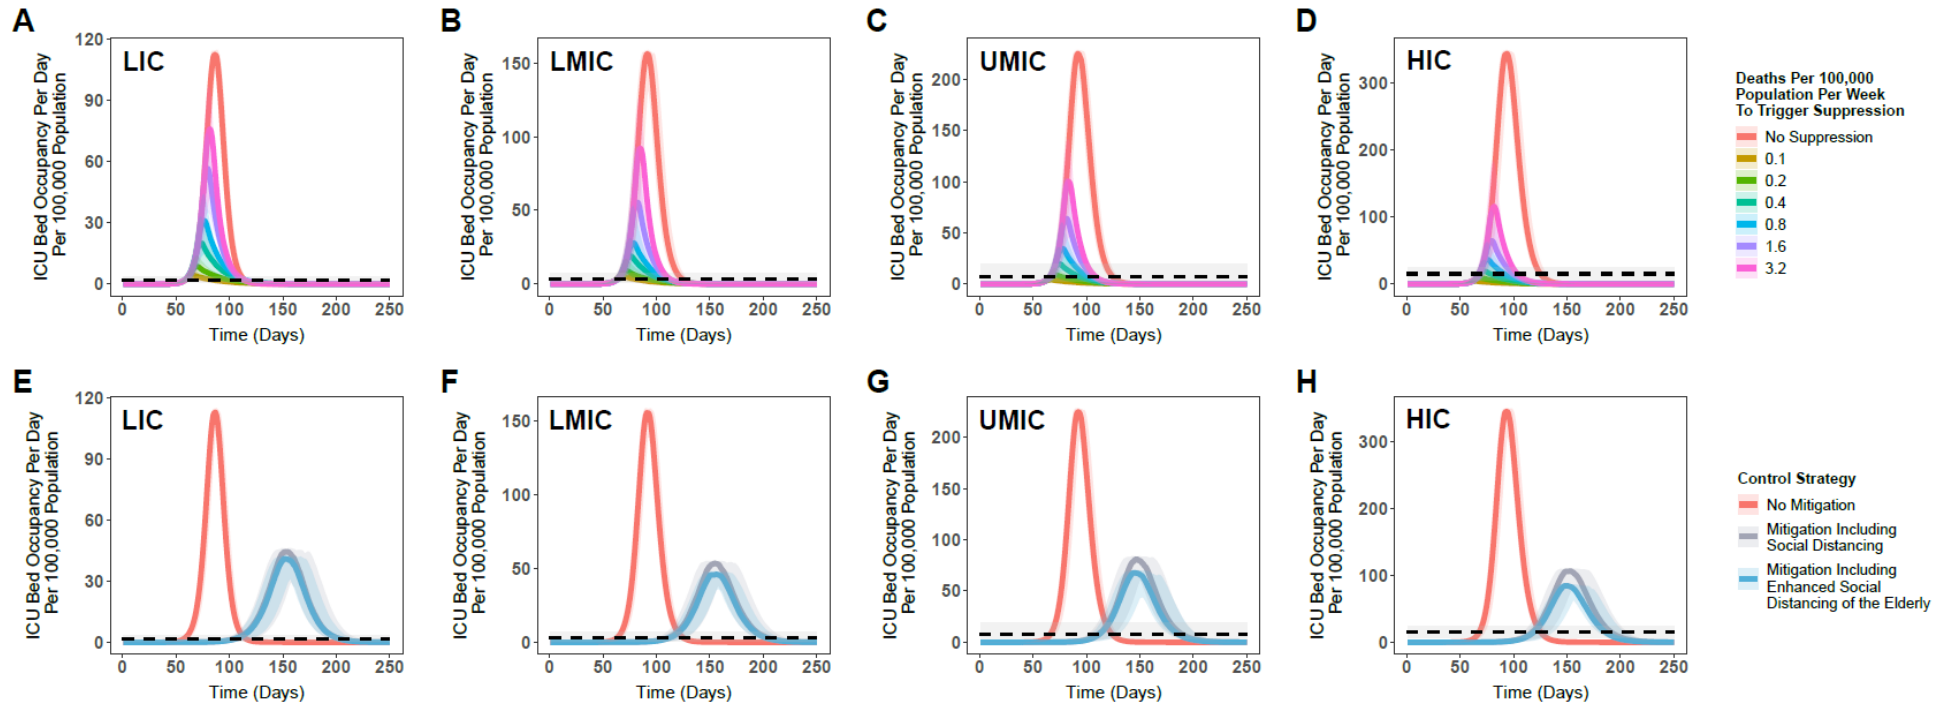 A
ICU Bed Occupancy Per Day
Per 100,000 Population
120
90
60
30
0
LIC
0 50 100 150 200 250
Time (Days)
B
ICU Bed Occupancy Per Day
Per 100,000 Population
150
100
50
0
LMIC
0 50 100 150 200 250
Time (Days)
C
ICU Bed Occupancy Per Day
Per 100,000 Population
200
150
100
50
0
UMIC
0 50 100 150 200 250
Time (Days)
D
ICU Bed Occupancy Per Day
Per 100,000 Population
300
200
100
0
HIC
0 50 100 150 200 250
Time (Days)
Deaths Per 100,000
Population Per Week
To Trigger Suppression
No Suppression
0.1
0.2
0.4
0.8
1.6
3.2
E
ICU Bed Occupancy Per Day
Per 100,000 Population
120
90
60
30
0
LIC
0 50 100 150 200 250
Time (Days)
F
ICU Bed Occupancy Per Day
Per 100,000 Population
150
100
50
0
LMIC
0 50 100 150 200 250
Time (Days)
G
ICU Bed Occupancy Per Day
Per 100,000 Population
200
150
100
50
0
UMIC
0 50 100 150 200 250
Time (Days)
H
ICU Bed Occupancy Per Day
Per 100,000 Population
300
200
100
0
HIC
0 50 100 150 200 250
Time (Days)
Control Strategy
No Mitigation
Mitigation Including
Social Distancing
Mitigation Including
Enhanced Social
Distancing of the Elderly